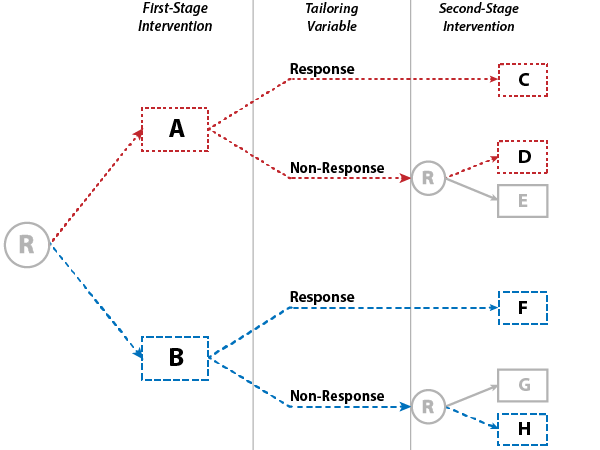 First-Stage
Intervention
Tailoring
Variable
Second-Stage
Intervention
Response
C
A
D
Non-Response
R
E
R
Response
F
B
G
Non-Response
R
H